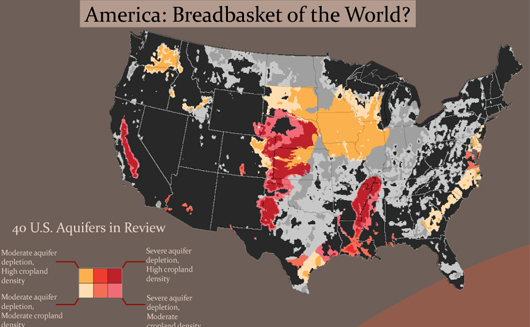 America: Breadbasket of the World?
40 U.S. Aquifers in Review
Moderate aquifer
depletion,
High cropland
density
Severe aquifer
depletion,
High cropland
density
Moderate aquifer
depletion,
Moderate cropland
density
Severe aquifer
depletion,
Moderate
cropland density